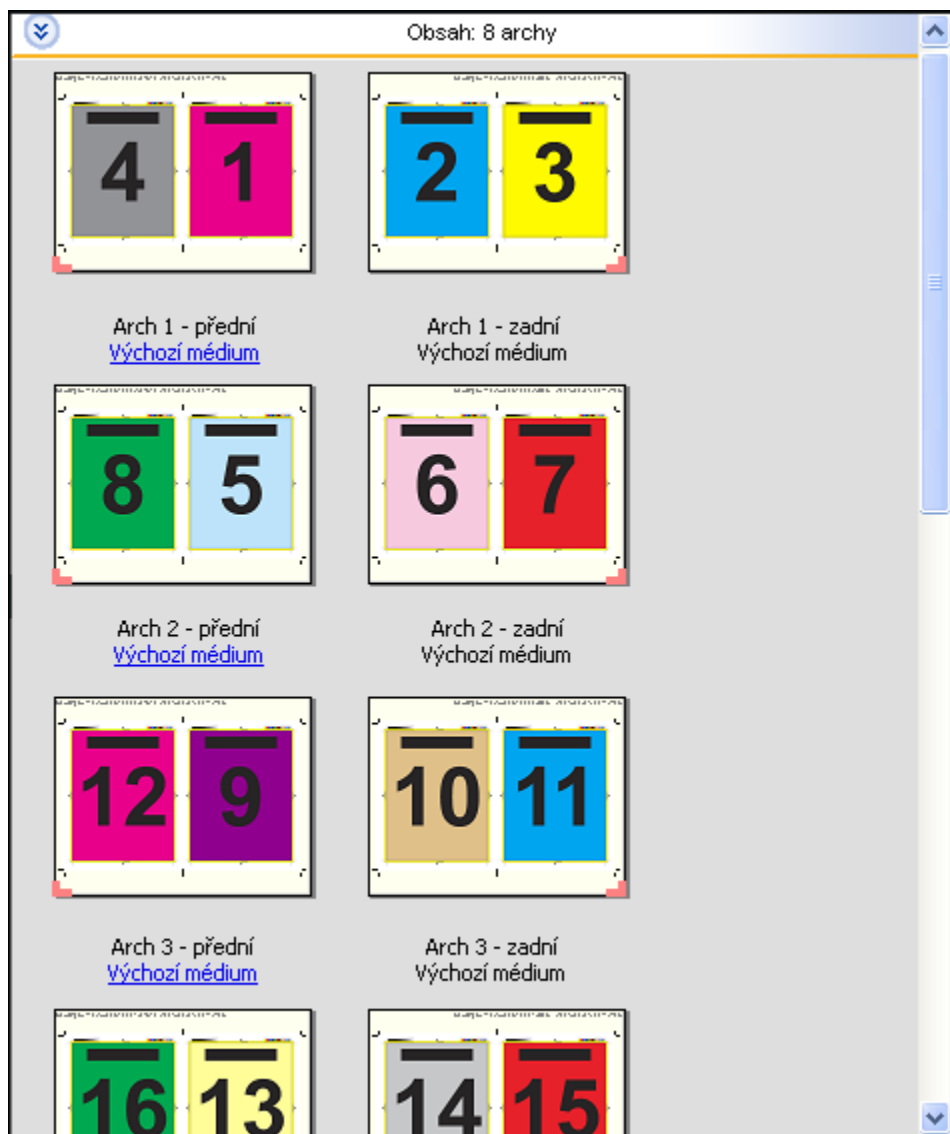 Obsah: 8 archy
4 1 2 3
Arch 1 - přední Arch 1 - zadní
Výchozí médium Výchozí médium
8 5 6 7
Arch 2 - přední Arch 2 - zadní
Výchozí médium Výchozí médium
12 9 10 11
Arch 3 - přední Arch 3 - zadní
Výchozí médium Výchozí médium
16 13 14 15